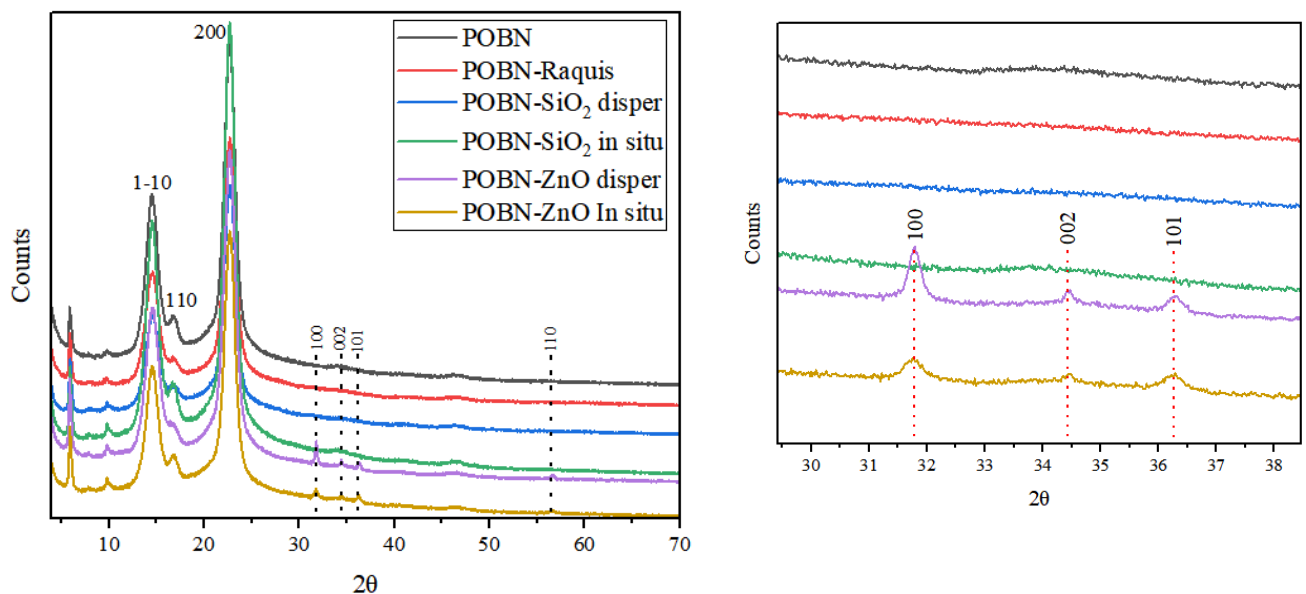 200
1-10
110
100
002
101
110
POBN
POBN-Raquis
POBN-SiO₂ disper
POBN-SiO₂ in situ
POBN-ZnO disper
POBN-ZnO In situ
Counts
10 20 30 40 50 60 70
2θ
100
002
101
Counts
30 31 32 33 34 35 36 37 38
2θ